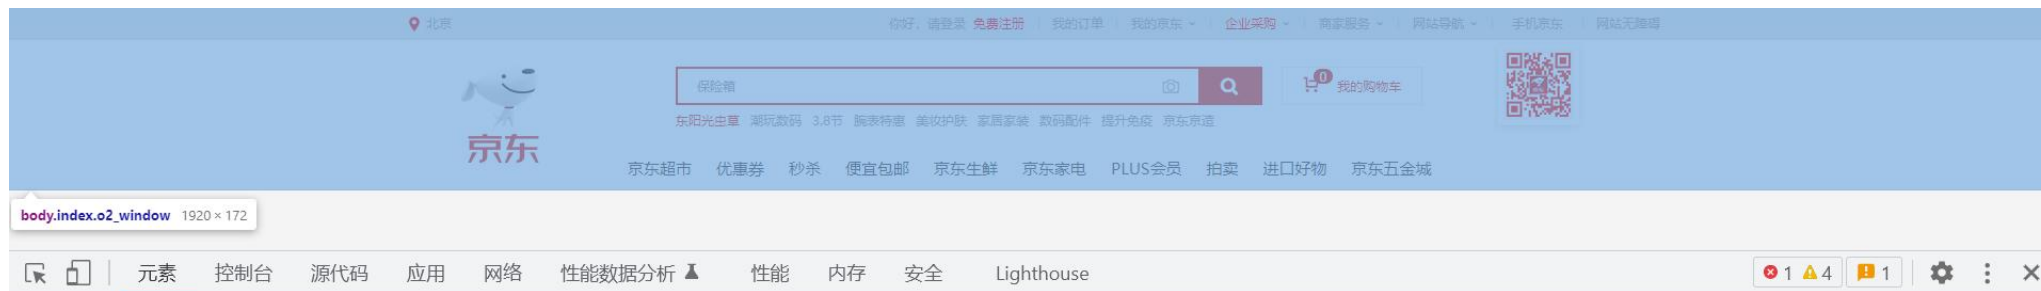 北京 你好，请登录 免费注册 我的订单 我的京东 企业采购 商家服务 网站导航 手机京东 网站无障碍
保险箱 0 我的购物车
东阳光虫草 潮玩数码 3.8节 腕表特惠 美妆护肤 家居家装 数码配件 提升免疫 京东京造
京东
京东超市 优惠券 秒杀 便宜包邮 京东生鲜 京东家电 PLUS会员 拍卖 进口好物 京东五金城
body.index.o2_window 1920 × 172
元素 控制台 源代码 应用 网络 性能数据分析 性能 内存 安全 Lighthouse 1 4 1